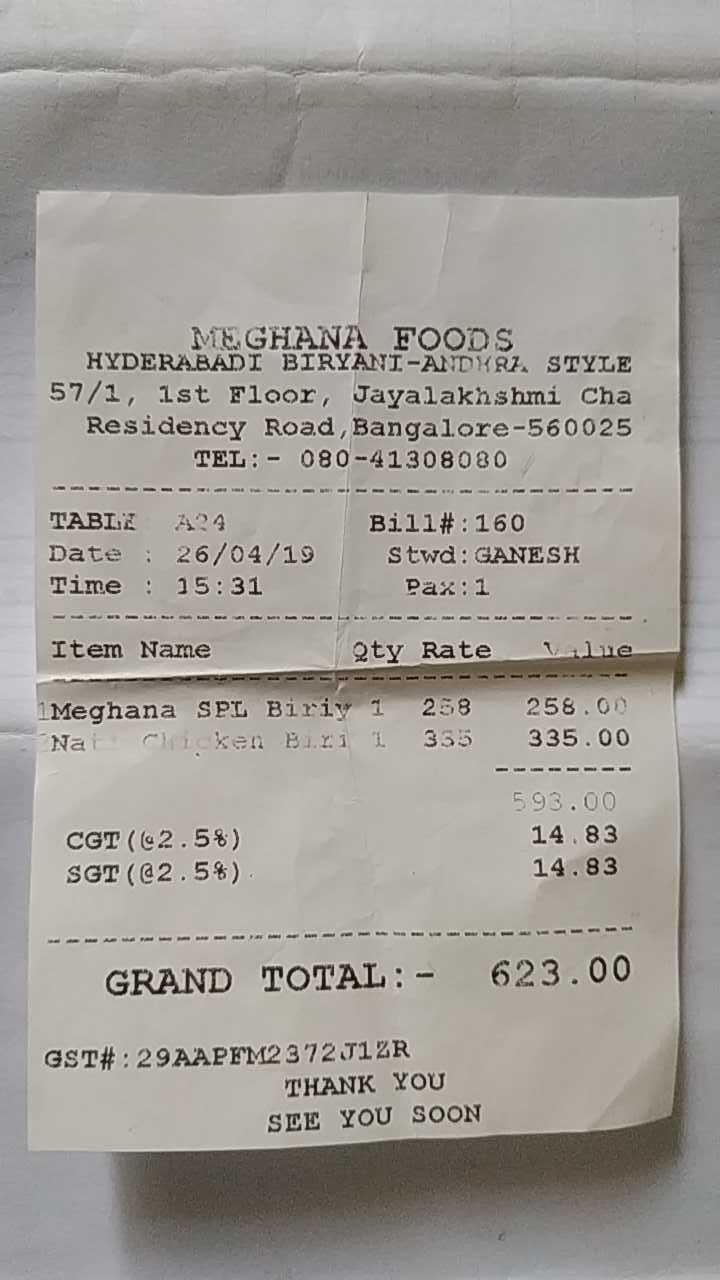 MEGHANA FOODS
HYDERABADI BIRYANI-ANDHRA STYLE
57/1, 1st Floor, Jayalakhshmi Cha
Residency Road,Bangalore-560025
TEL:- 080-41308080
TABLE A24 Bill#:160
Date : 26/04/19 Stwd:GANESH
Time : 15:31 Pax:1
Item Name Qty Rate Value
1Meghana SPL Biriy 1 258 258.00
Nati Chicken Biri 1 335 335.00
593.00
CGT(@2.5%) 14.83
SGT(@2.5%) 14.83
GRAND TOTAL:- 623.00
GST#:29AAPFM2372J1ZR
THANK YOU
SEE YOU SOON